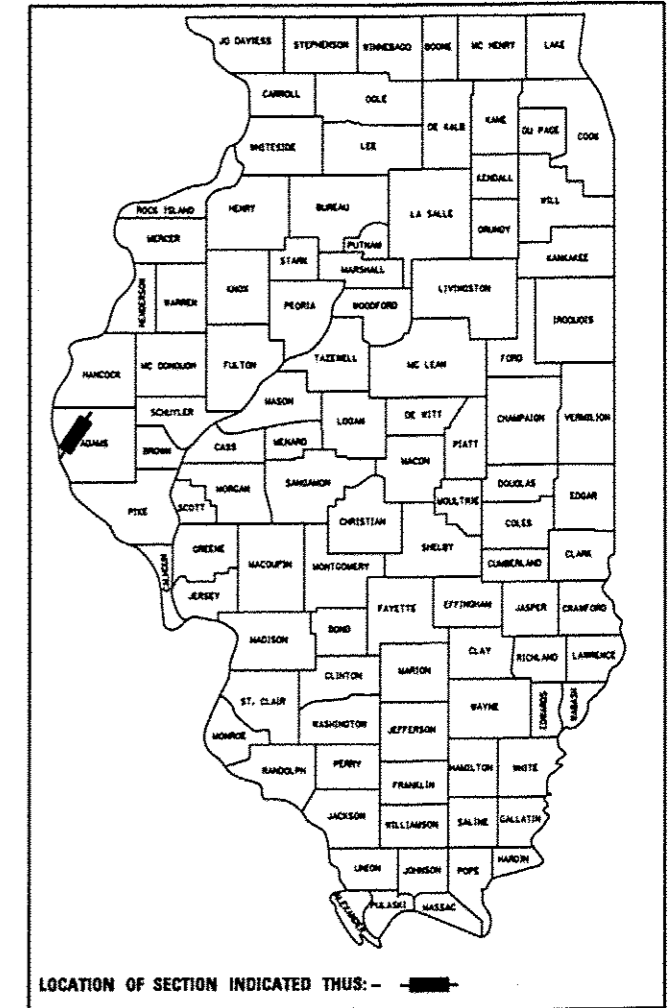 JO DAVIESS STEPHENSON WINNEBAGO BOONE MC HENRY LAKE
CARROLL OGLE DE KALB KANE DU PAGE COOK
WHITESIDE LEE
KENDALL WILL
ROCK ISLAND HENRY BUREAU LA SALLE
MERCER PUTNAM GRUNDY
STARK MARSHALL KANKAKEE
HENDERSON WARREN KNOX PEORIA WOODFORD LIVINGSTON IROQUOIS
HANCOCK MC DONOUGH FULTON TAZEWELL MC LEAN FORD
MASON
SCHUYLER LOGAN DE WITT CHAMPAIGN VERMILION
ADAMS BROWN CASS MENARD PIATT
MACON
MORGAN SANGAMON DOUGLAS EDGAR
PIKE SCOTT MOULTRIE
CHRISTIAN COLES
GREENE SHELBY
CALHOUN MACOUPIN MONTGOMERY CUMBERLAND CLARK
JERSEY FAYETTE EFFINGHAM JASPER CRAWFORD
MADISON BOND
CLAY RICHLAND LAWRENCE
CLINTON MARION
ST. CLAIR WAYNE EDWARDS WABASH
WASHINGTON JEFFERSON
MONROE
RANDOLPH PERRY HAMILTON WHITE
FRANKLIN
JACKSON WILLIAMSON SALINE GALLATIN
UNION JOHNSON POPE HARDIN
ALEXANDER PULASKI MASSAC
LOCATION OF SECTION INDICATED THUS: -